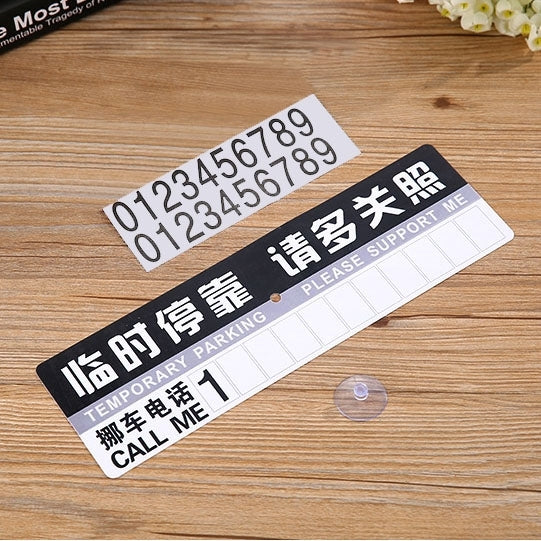 e Most
umentable Tragedy of
0123456789
0123456789
临时停靠 请多关照
TEMPORARY PARKING PLEASE SUPPORT ME
挪车电话
CALL ME
1